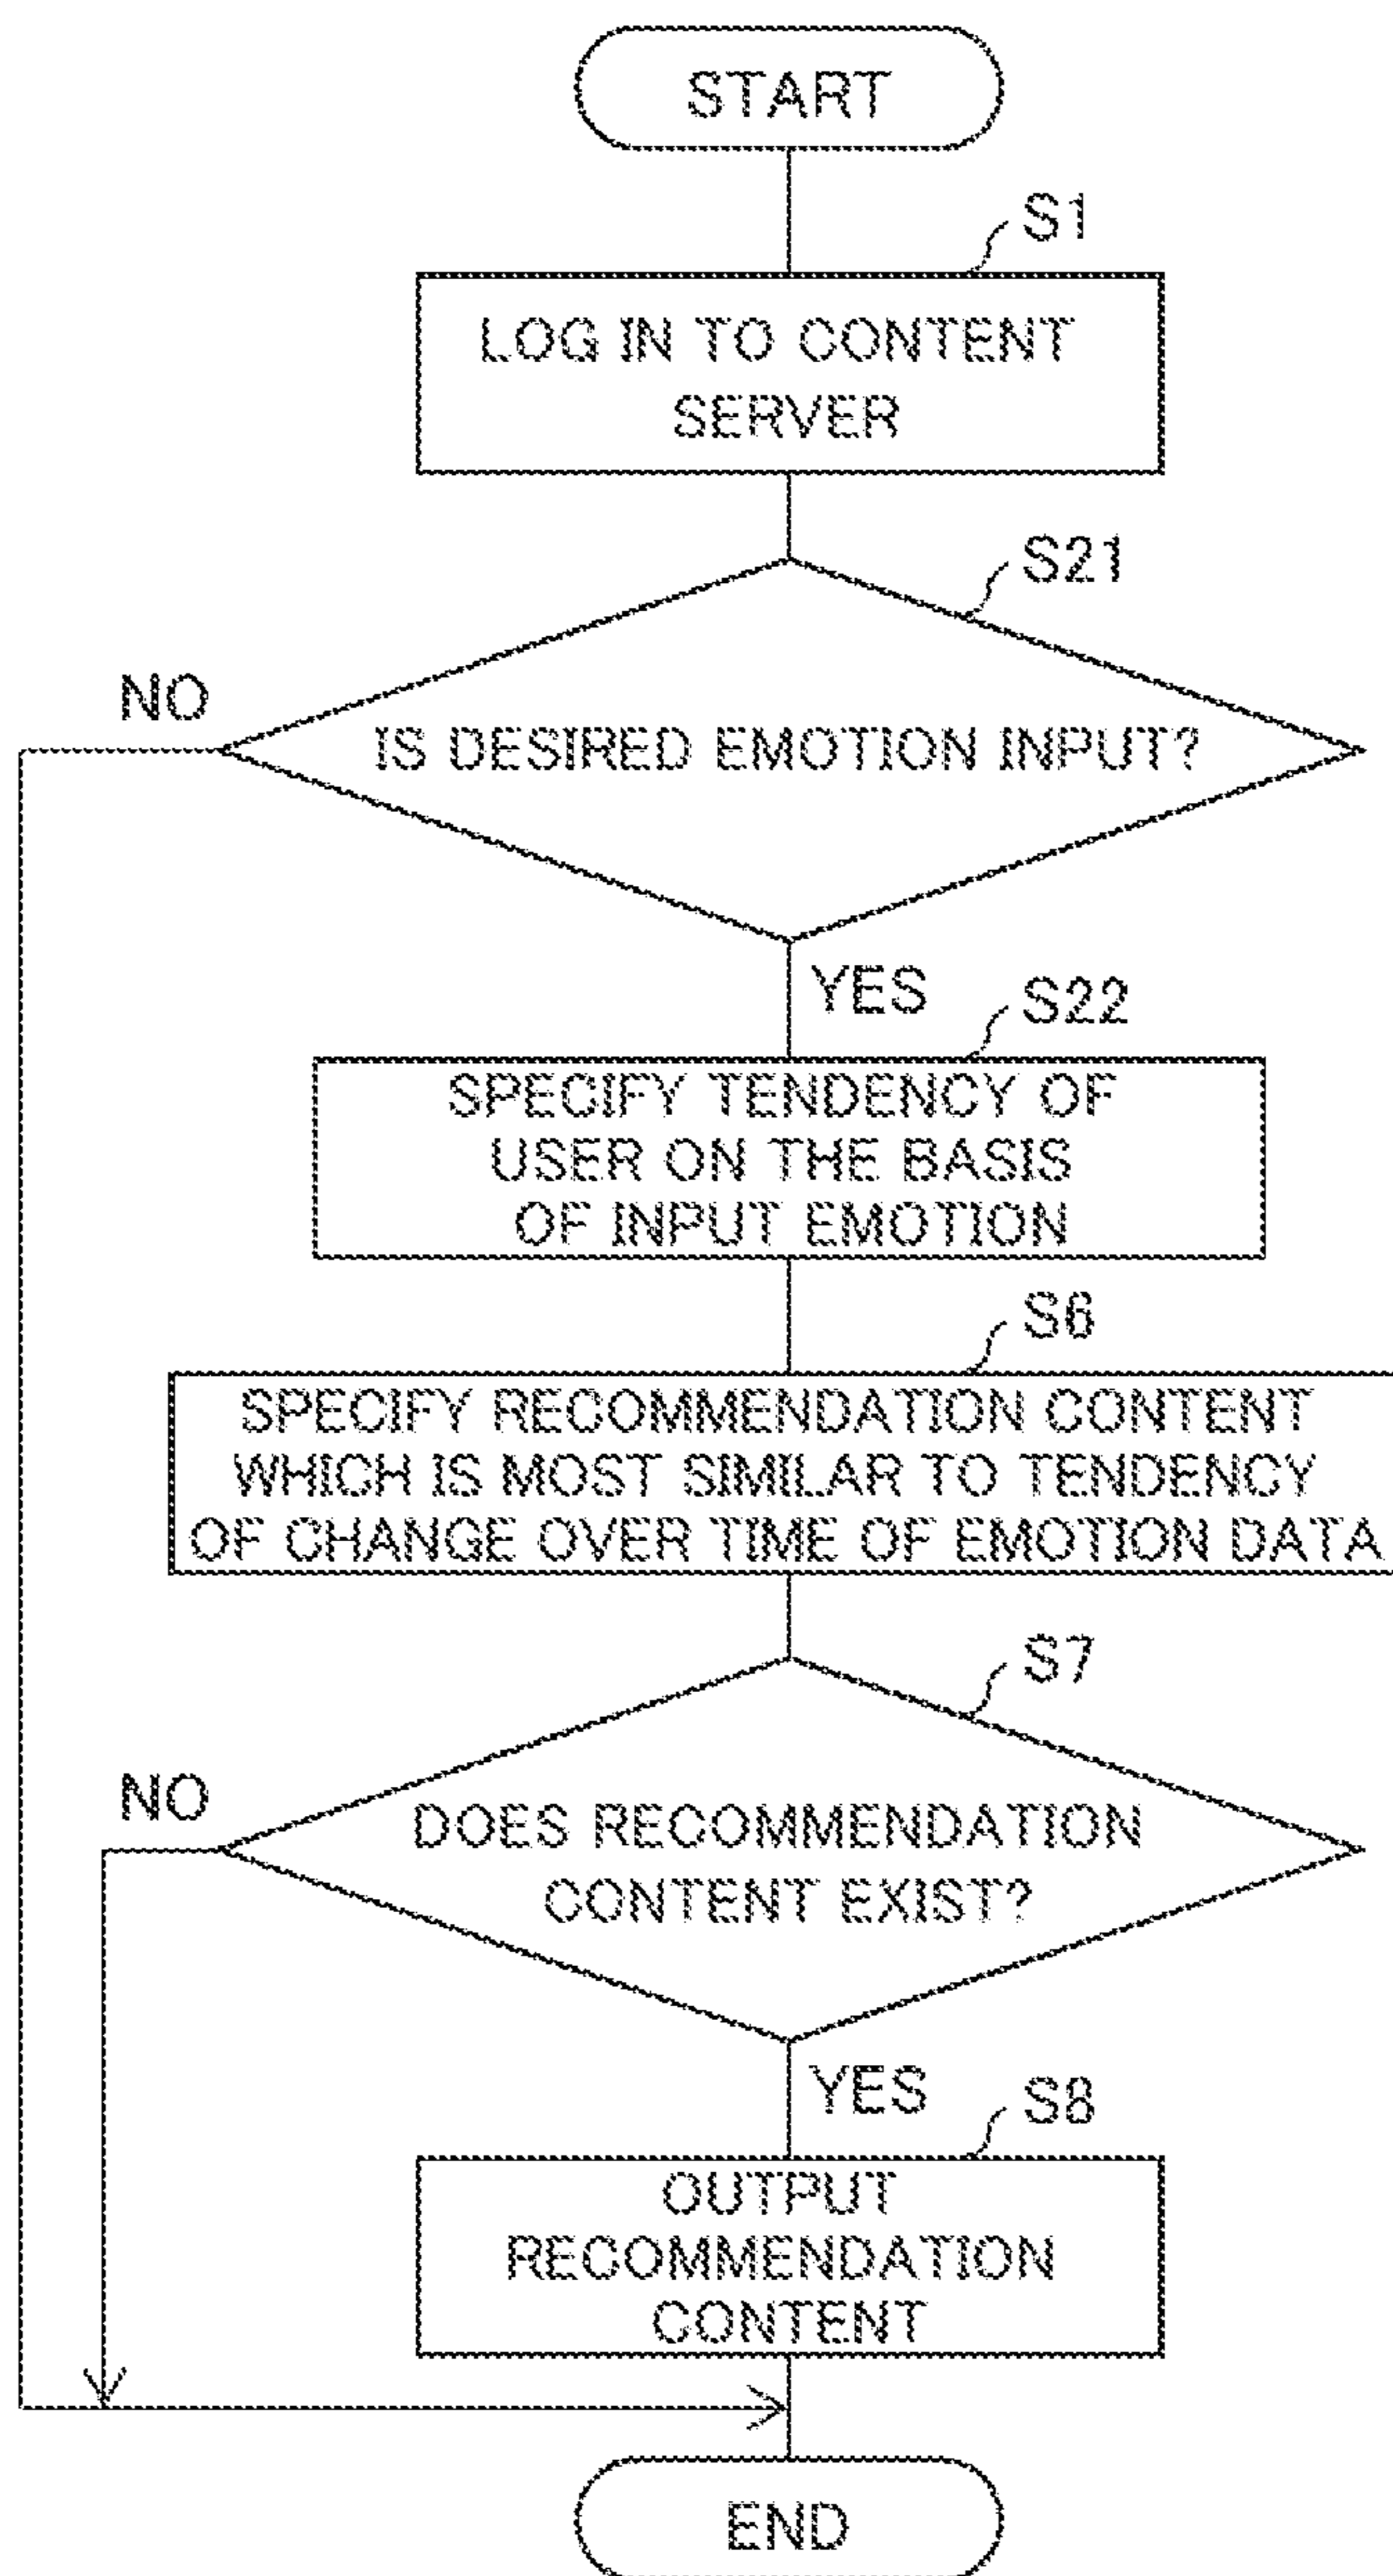 START
S1
LOG IN TO CONTENT
SERVER
S21
NO
IS DESIRED EMOTION INPUT?
YES
S22
SPECIFY TENDENCY OF
USER ON THE BASIS
OF INPUT EMOTION
S6
SPECIFY RECOMMENDATION CONTENT
WHICH IS MOST SIMILAR TO TENDENCY
OF CHANGE OVER TIME OF EMOTION DATA
S7
NO
DOES RECOMMENDATION
CONTENT EXIST?
YES
S8
OUTPUT
RECOMMENDATION
CONTENT
END